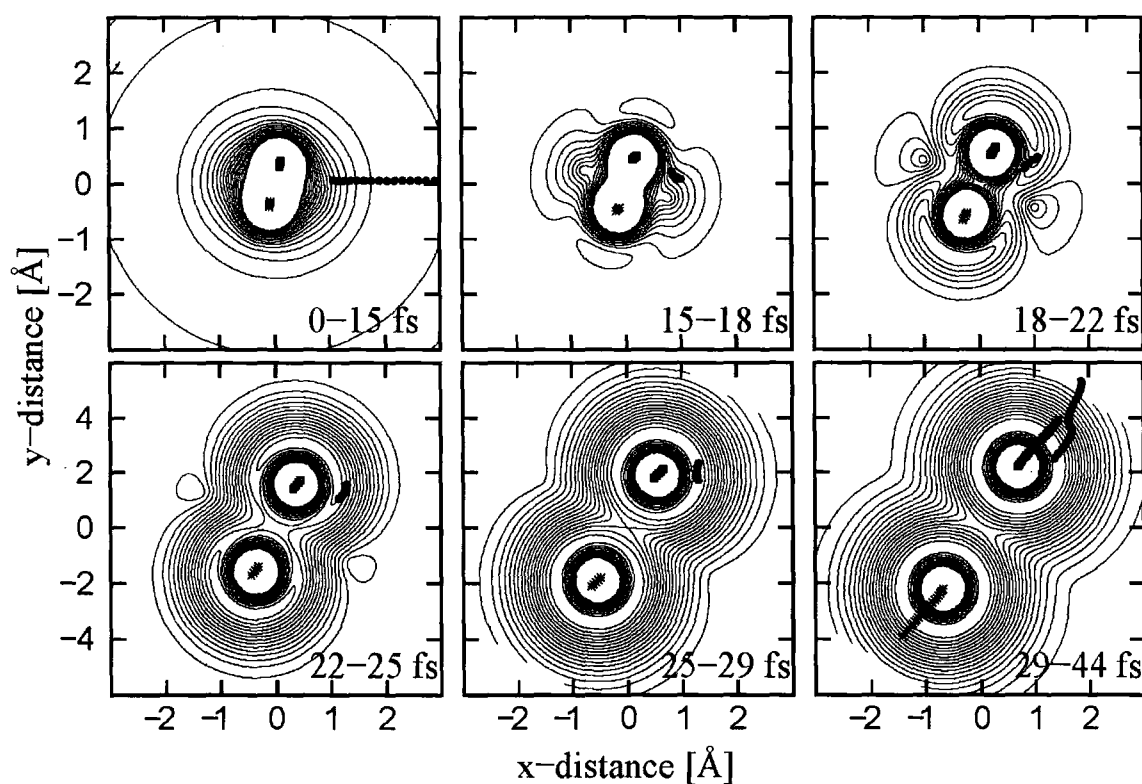 2
1
0
−1
−2
0−15 fs
15−18 fs
18−22 fs
y−distance [Å]
4
2
0
−2
−4
22−25 fs
25−29 fs
29−44 fs
−2 −1 0 1 2
−2 −1 0 1 2
−2 −1 0 1 2
x−distance [Å]